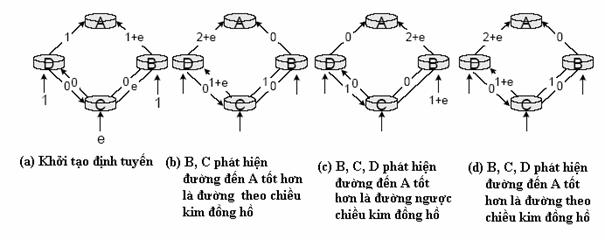 A
1
1+e
D
B
0
0
0
e
C
1
1
e
(a) Khởi tạo định tuyến
A
2+e
0
D
B
1+e
0
1
0
C
(b) B, C phát hiện
đường đến A tốt hơn
là đường theo chiều
kim đồng hồ
A
0
2+e
D
B
0
1
0
0
C
1
1+e
(c) B, C, D phát hiện
đường đến A tốt
hơn là đường ngược
chiều kim đồng hồ
A
2+e
0
D
B
1+e
0
1
0
C
(d) B, C, D phát hiện
đường đến A tốt
hơn là đường theo
chiều kim đồng hồ